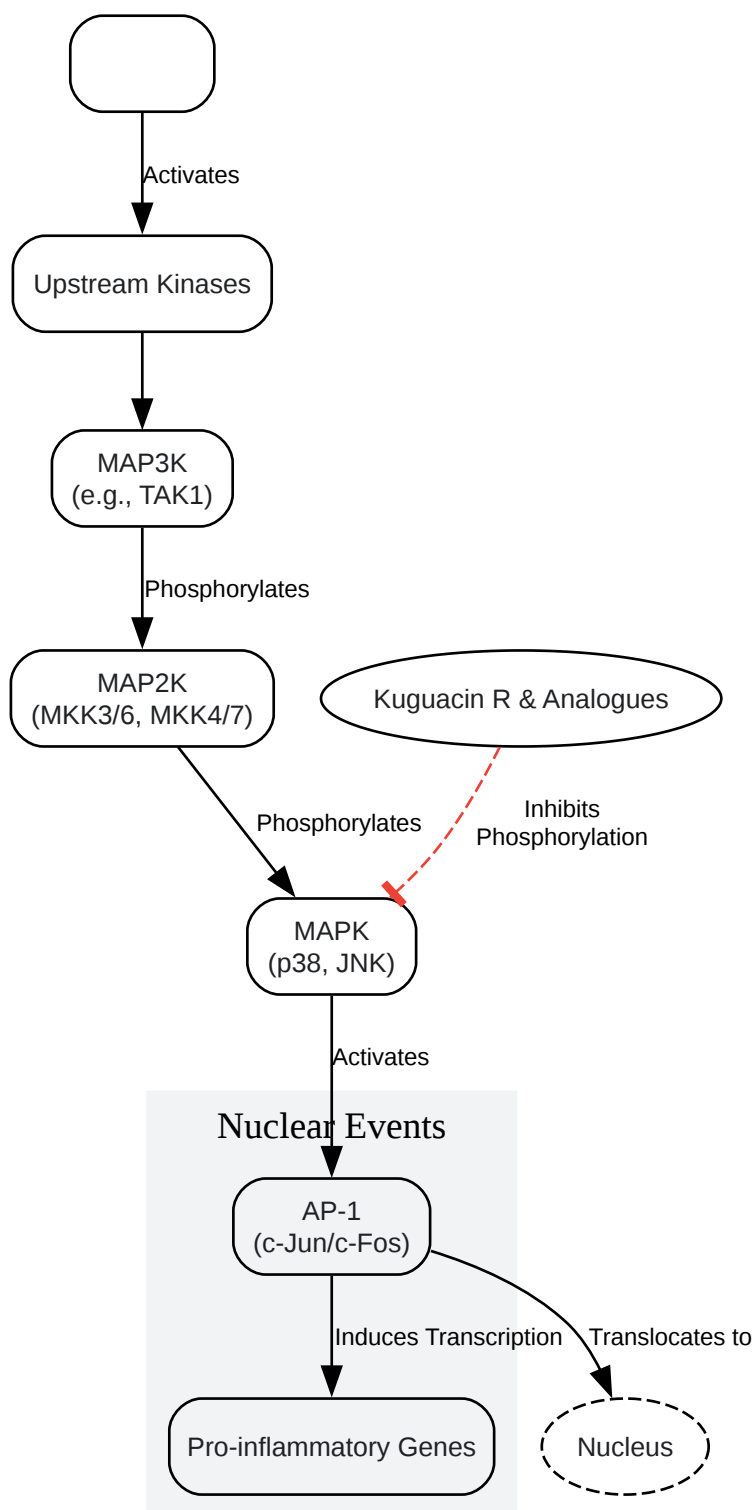 Activates
Upstream Kinases
MAP3K
(e.g., TAK1)
Phosphorylates
MAP2K
(MKK3/6, MKK4/7)
Kuguacin R & Analogues
Phosphorylates
Inhibits
Phosphorylation
MAPK
(p38, JNK)
Activates
Nuclear Events
AP-1
(c-Jun/c-Fos)
Induces Transcription
Translocates to
Pro-inflammatory Genes
Nucleus